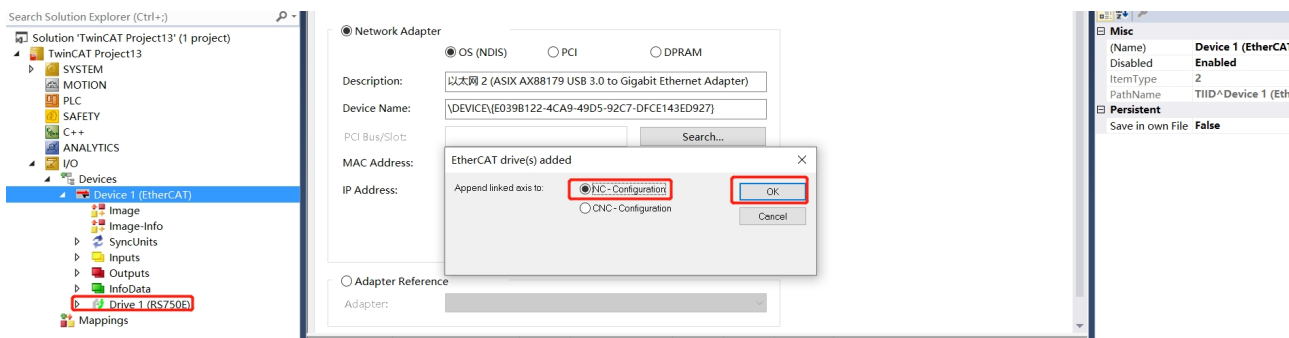 Search Solution Explorer (Ctrl+;)
Solution 'TwinCAT Project13' (1 project)
TwinCAT Project13
SYSTEM
MOTION
PLC
SAFETY
C++
ANALYTICS
I/O
Devices
Device 1 (EtherCAT)
Image
Image-Info
SyncUnits
Inputs
Outputs
InfoData
Drive 1 (RS750E)
Mappings
Network Adapter
OS (NDIS) PCI DPRAM
Description: 以太网 2 (ASIX AX88179 USB 3.0 to Gigabit Ethernet Adapter)
Device Name: \DEVICE\{E039B122-4CA9-49D5-92C7-DFCE143ED927}
PCI Bus/Slot: Search...
MAC Address:
IP Address:
EtherCAT drive(s) added
Append linked axis to: NC - Configuration OK
CNC - Configuration Cancel
Adapter Reference
Adapter:
Misc
(Name) Device 1 (EtherCAT
Disabled Enabled
ItemType 2
PathName TIID^Device 1 (Eth
Persistent
Save in own File False